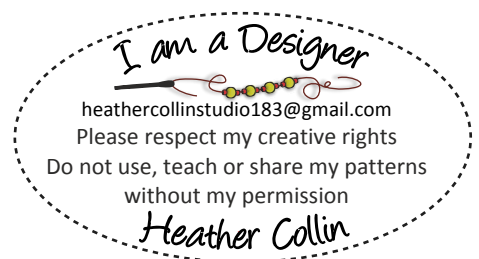 I am a Designer
heathercollinstudio183@gmail.com
Please respect my creative rights
Do not use, teach or share my patterns
without my permission
Heather Collin